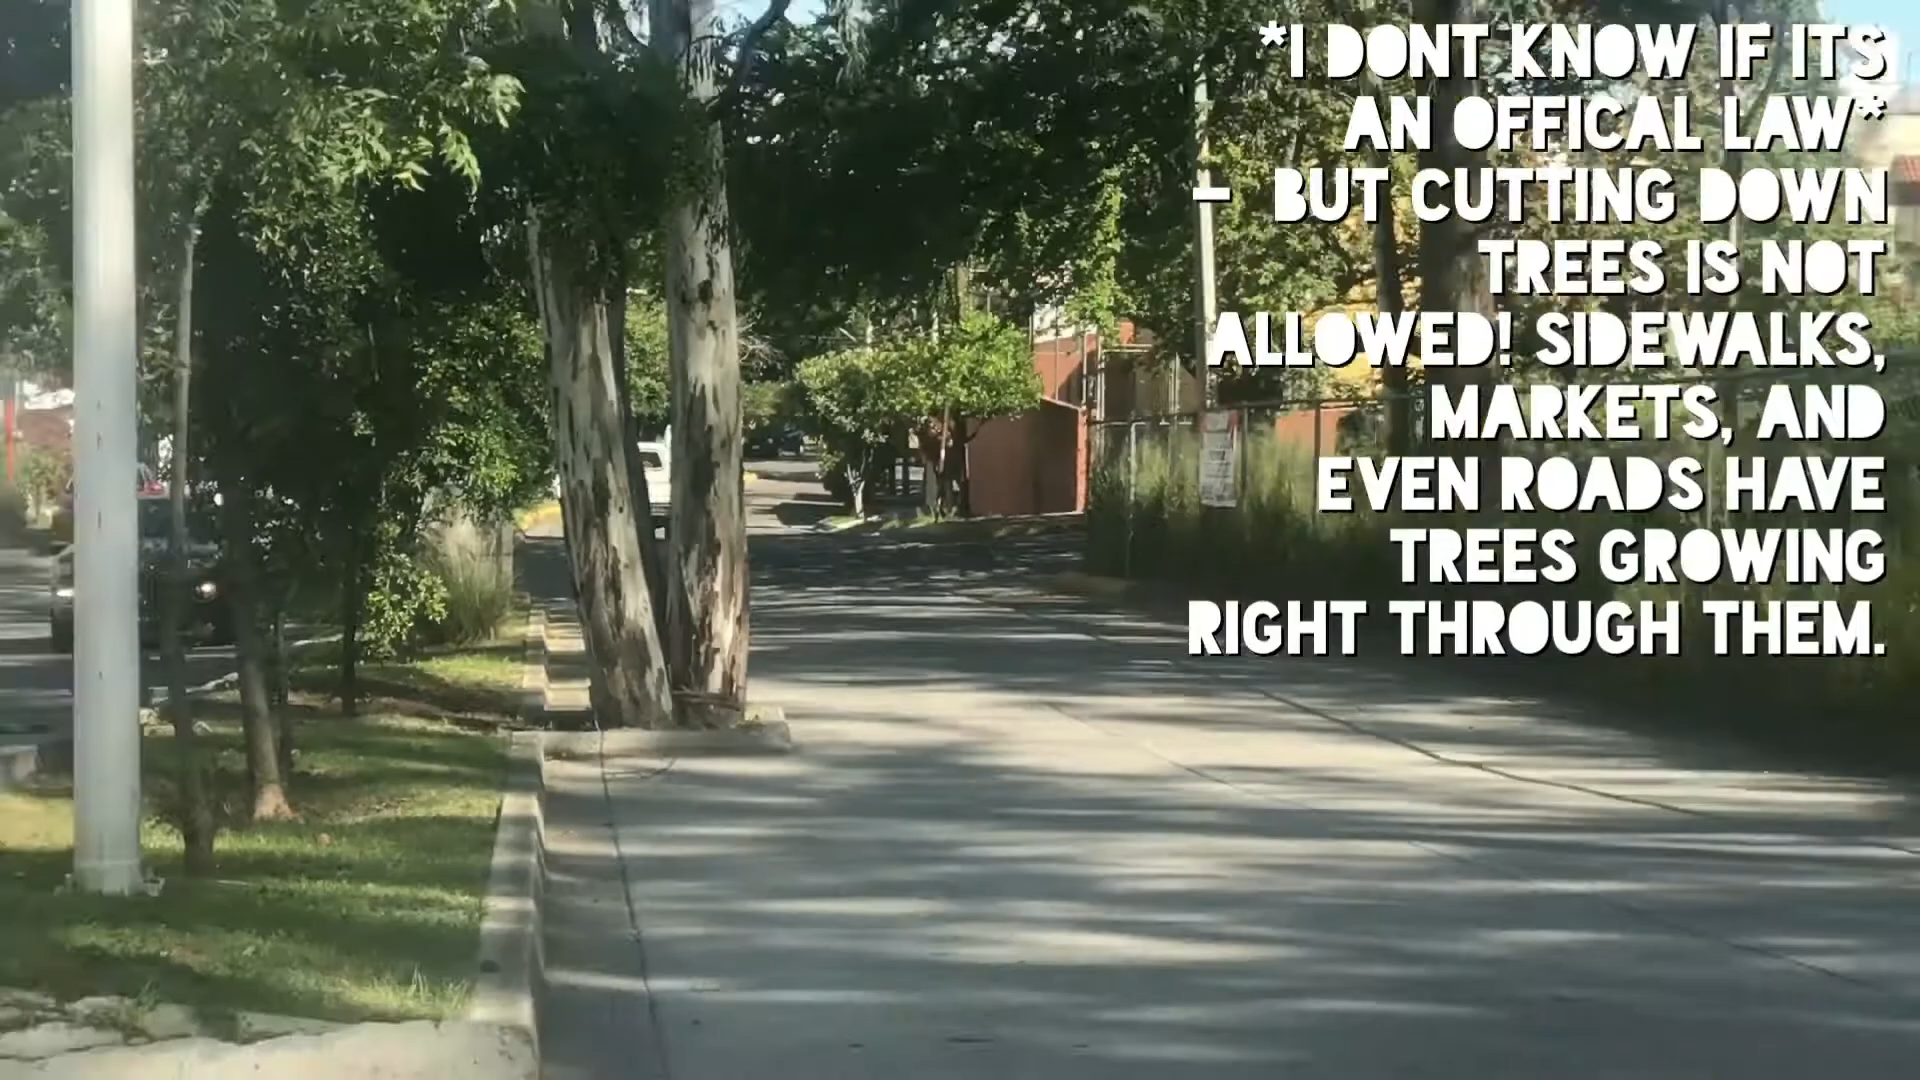 *I DONT KNOW IF ITS
AN OFFICAL LAW*
- BUT CUTTING DOWN
TREES IS NOT
ALLOWED! SIDEWALKS,
MARKETS, AND
EVEN ROADS HAVE
TREES GROWING
RIGHT THROUGH THEM.